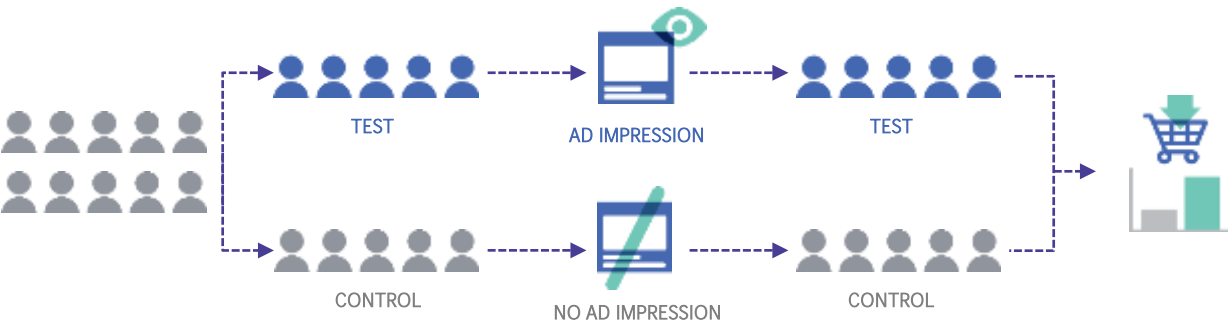 TEST
AD IMPRESSION
TEST
CONTROL
NO AD IMPRESSION
CONTROL